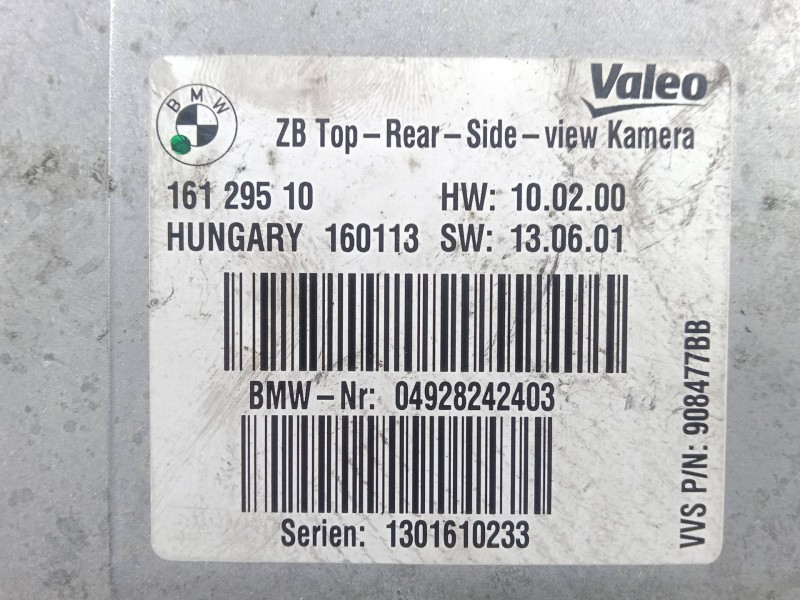 BMW
Valeo
ZB Top-Rear-Side-view Kamera
161 295 10 HW: 10.02.00
HUNGARY 160113 SW: 13.06.01
BMW-Nr: 04928242403
Serien: 1301610233
VVS P/N: 908477BB